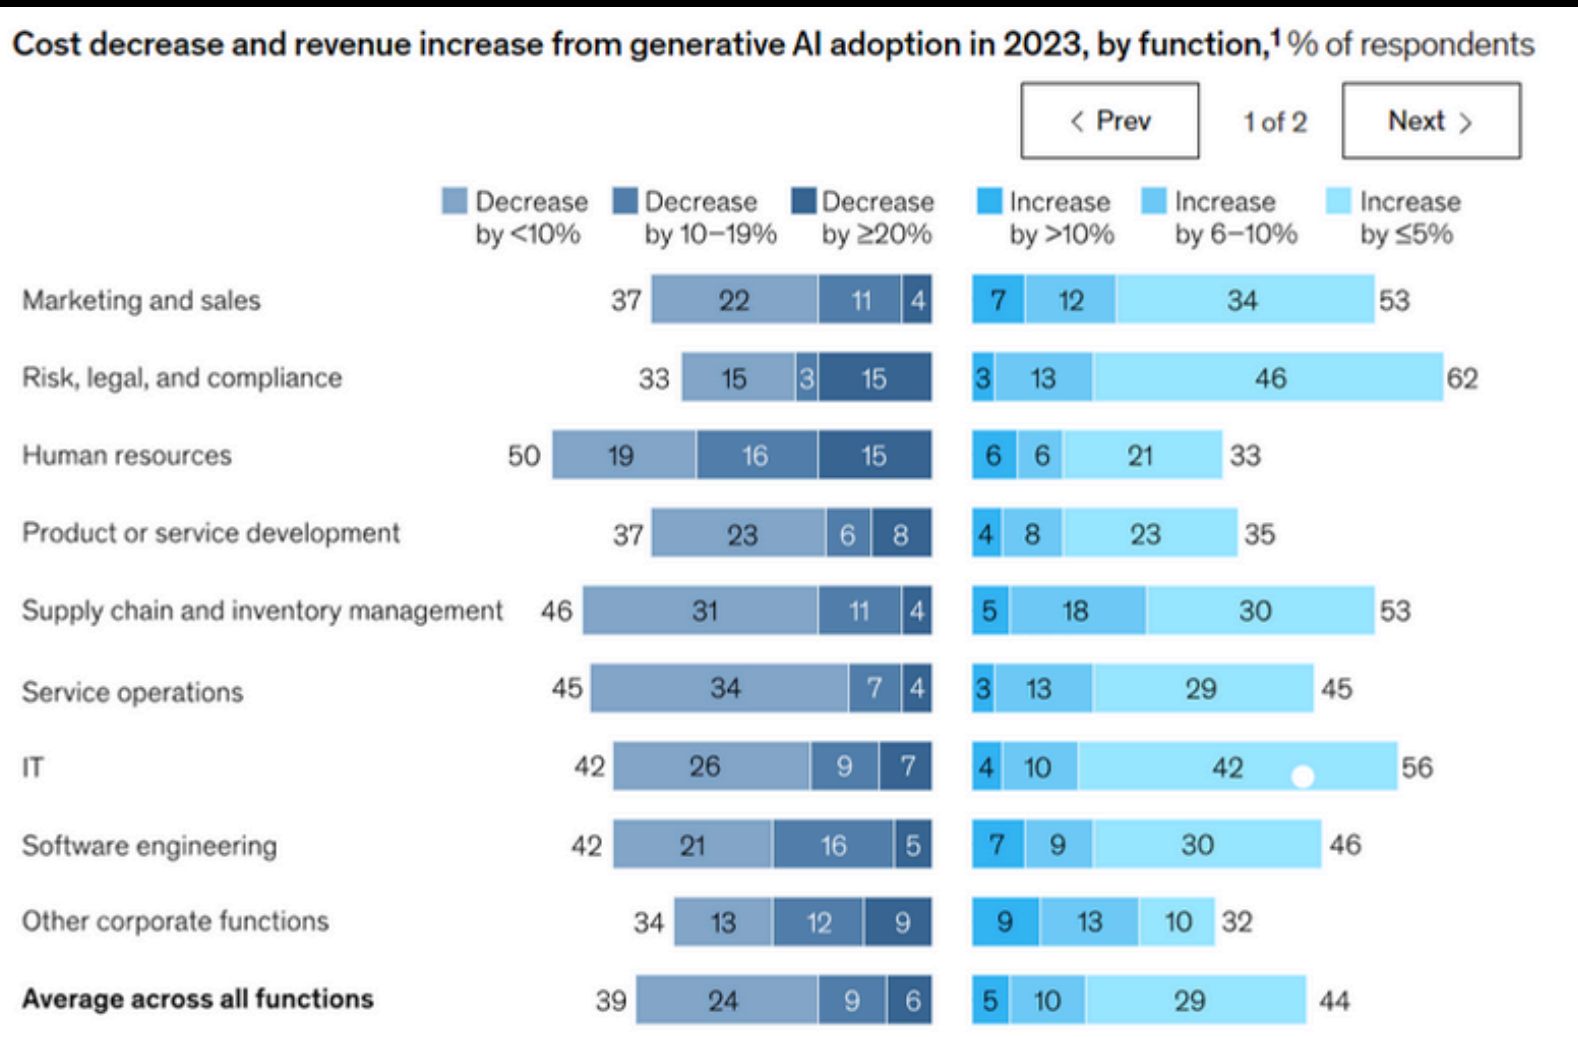 Cost decrease and revenue increase from generative AI adoption in 2023, by function,¹ % of respondents
< Prev 1 of 2 Next >
Decrease Decrease Decrease Increase Increase Increase
by <10% by 10–19% by ≥20% by >10% by 6–10% by ≤5%
Marketing and sales 37 22 11 4 7 12 34 53
Risk, legal, and compliance 33 15 3 15 3 13 46 62
Human resources 50 19 16 15 6 6 21 33
Product or service development 37 23 6 8 4 8 23 35
Supply chain and inventory management 46 31 11 4 5 18 30 53
Service operations 45 34 7 4 3 13 29 45
IT 42 26 9 7 4 10 42 56
Software engineering 42 21 16 5 7 9 30 46
Other corporate functions 34 13 12 9 9 13 10 32
Average across all functions 39 24 9 6 5 10 29 44